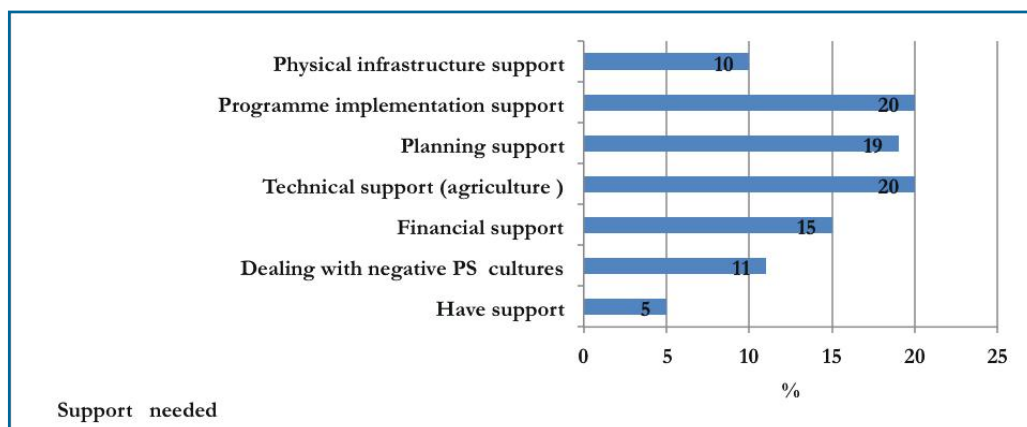 Physical infrastructure support 10
Programme implementation support 20
Planning support 19
Technical support (agriculture ) 20
Financial support 15
Dealing with negative PS cultures 11
Have support 5
0 5 10 15 20 25
%
Support needed